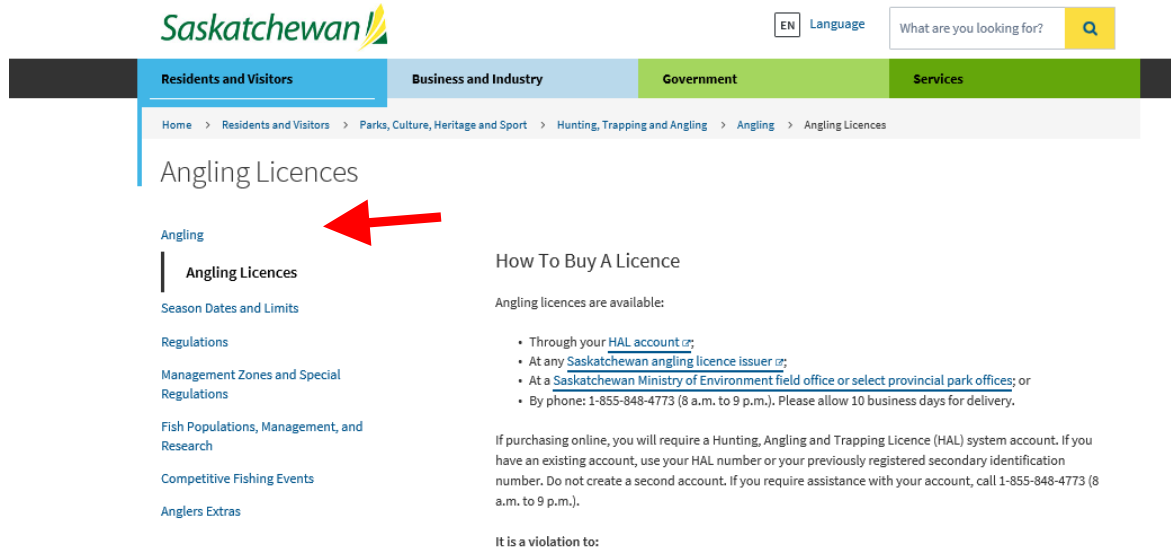 Saskatchewan
EN Language
What are you looking for?
Residents and Visitors
Business and Industry
Government
Services
Home > Residents and Visitors > Parks, Culture, Heritage and Sport > Hunting, Trapping and Angling > Angling > Angling Licences
Angling Licences
Angling
Angling Licences
Season Dates and Limits
Regulations
Management Zones and Special
Regulations
Fish Populations, Management, and
Research
Competitive Fishing Events
Anglers Extras
How To Buy A Licence
Angling licences are available:
• Through your HAL account;
• At any Saskatchewan angling licence issuer;
• At a Saskatchewan Ministry of Environment field office or select provincial park offices; or
• By phone: 1-855-848-4773 (8 a.m. to 9 p.m.). Please allow 10 business days for delivery.
If purchasing online, you will require a Hunting, Angling and Trapping Licence (HAL) system account. If you
have an existing account, use your HAL number or your previously registered secondary identification
number. Do not create a second account. If you require assistance with your account, call 1-855-848-4773 (8
a.m. to 9 p.m.).
It is a violation to: